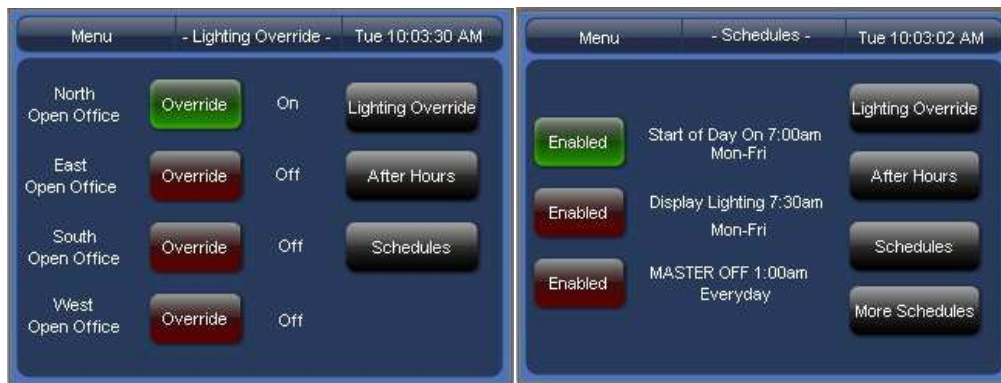 Menu - Lighting Override - Tue 10:03:30 AM
North
Open Office
Override On Lighting Override
East
Open Office
Override Off After Hours
South
Open Office
Override Off Schedules
West
Open Office
Override Off
Menu - Schedules - Tue 10:03:02 AM
Lighting Override
Enabled
Start of Day On 7:00am
Mon-Fri
After Hours
Enabled
Display Lighting 7:30am
Mon-Fri
Schedules
Enabled
MASTER OFF 1:00am
Everyday
More Schedules